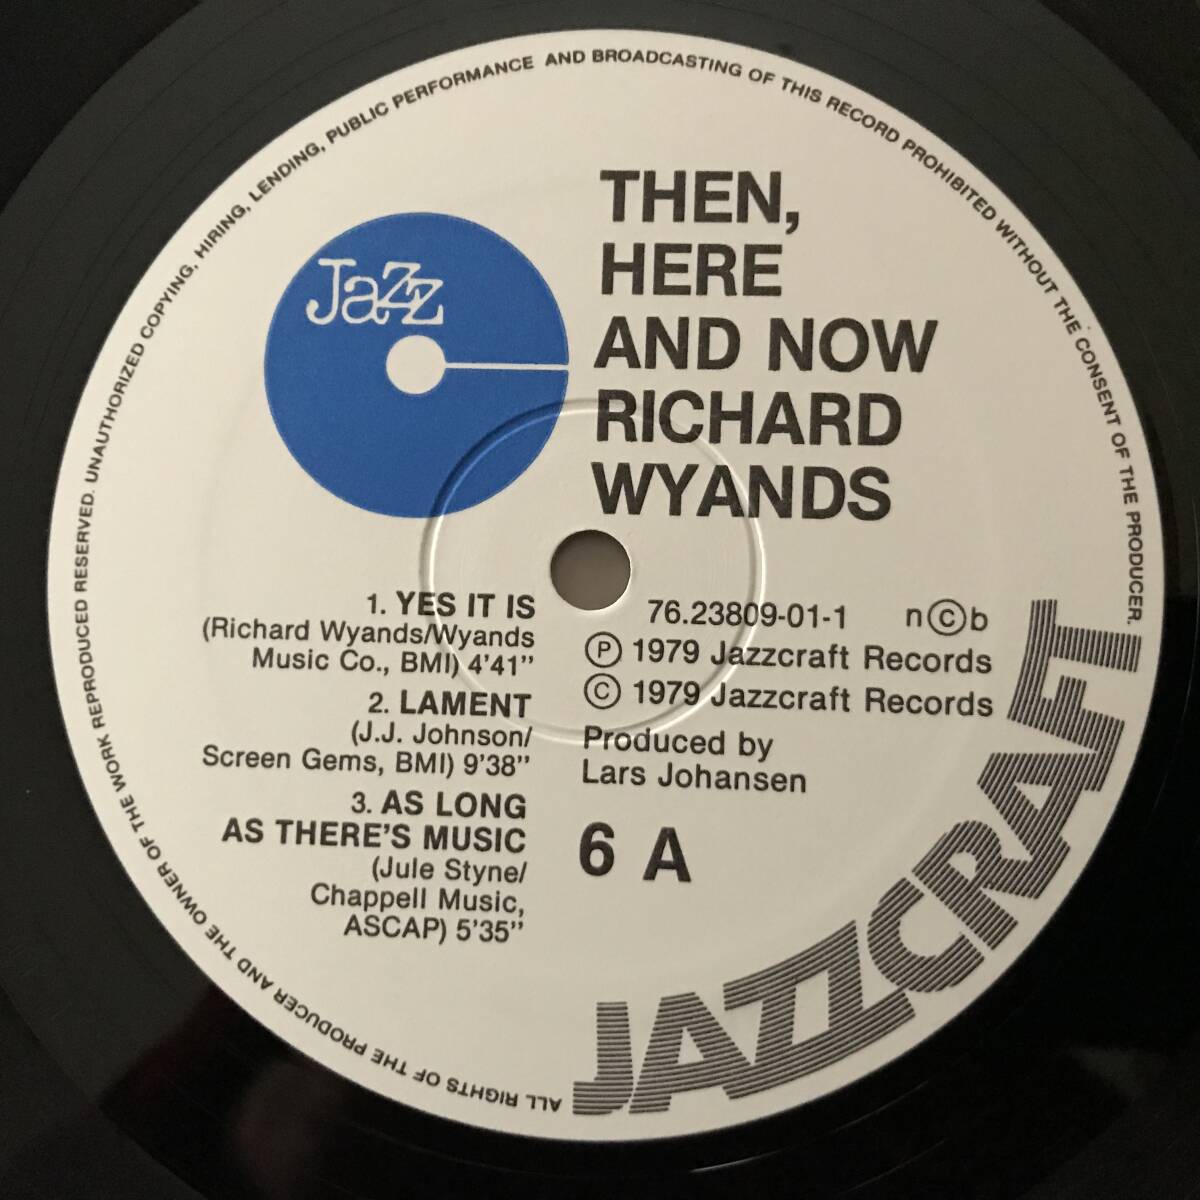 ALL RIGHTS OF THE PRODUCER AND THE OWNER OF THE WORK REPRODUCED RESERVED. UNAUTHORIZED COPYING, HIRING, LENDING, PUBLIC PERFORMANCE AND BROADCASTING OF THIS RECORD PROHIBITED WITHOUT THE CONSENT OF THE PRODUCER.
Jazz
THEN,
HERE
AND NOW
RICHARD
WYANDS
1. YES IT IS
(Richard Wyands/Wyands
Music Co., BMI) 4'41"
2. LAMENT
(J.J. Johnson/
Screen Gems, BMI) 9'38"
3. AS LONG
AS THERE'S MUSIC
(Jule Styne/
Chappell Music,
ASCAP) 5'35"
76.23809-01-1 n©b
℗ 1979 Jazzcraft Records
© 1979 Jazzcraft Records
Produced by
Lars Johansen
6 A
JAZZCRAFT